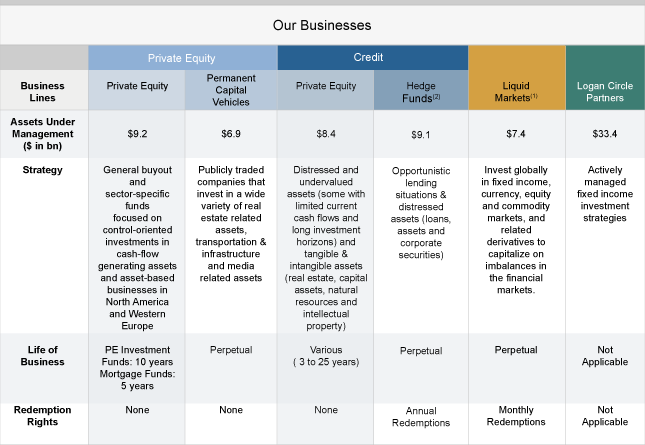 Our Businesses
Private Equity
Credit
Business
Lines
Private Equity
Permanent
Capital
Vehicles
Private Equity
Hedge
Funds(2)
Liquid
Markets(1)
Logan Circle
Partners
Assets Under
Management
($ in bn)
$9.2
$6.9
$8.4
$9.1
$7.4
$33.4
Strategy
General buyout
and
sector-specific
funds
focused on
control-oriented
investments in
cash-flow
generating assets
and asset-based
businesses in
North America
and Western
Europe
Publicly traded
companies that
invest in a wide
variety of real
estate related
assets,
transportation &
infrastructure
and media
related assets
Distressed and
undervalued
assets (some with
limited current
cash flows and
long investment
horizons) and
tangible &
intangible assets
(real estate, capital
assets, natural
resources and
intellectual
property)
Opportunistic
lending
situations &
distressed
assets (loans,
assets and
corporate
securities)
Invest globally
in fixed income,
currency, equity
and commodity
markets, and
related
derivatives to
capitalize on
imbalances in
the financial
markets.
Actively
managed
fixed income
investment
strategies
Life of
Business
PE Investment
Funds: 10 years
Mortgage Funds:
5 years
Perpetual
Various
( 3 to 25 years)
Perpetual
Perpetual
Not
Applicable
Redemption
Rights
None
None
None
Annual
Redemptions
Monthly
Redemptions
Not
Applicable